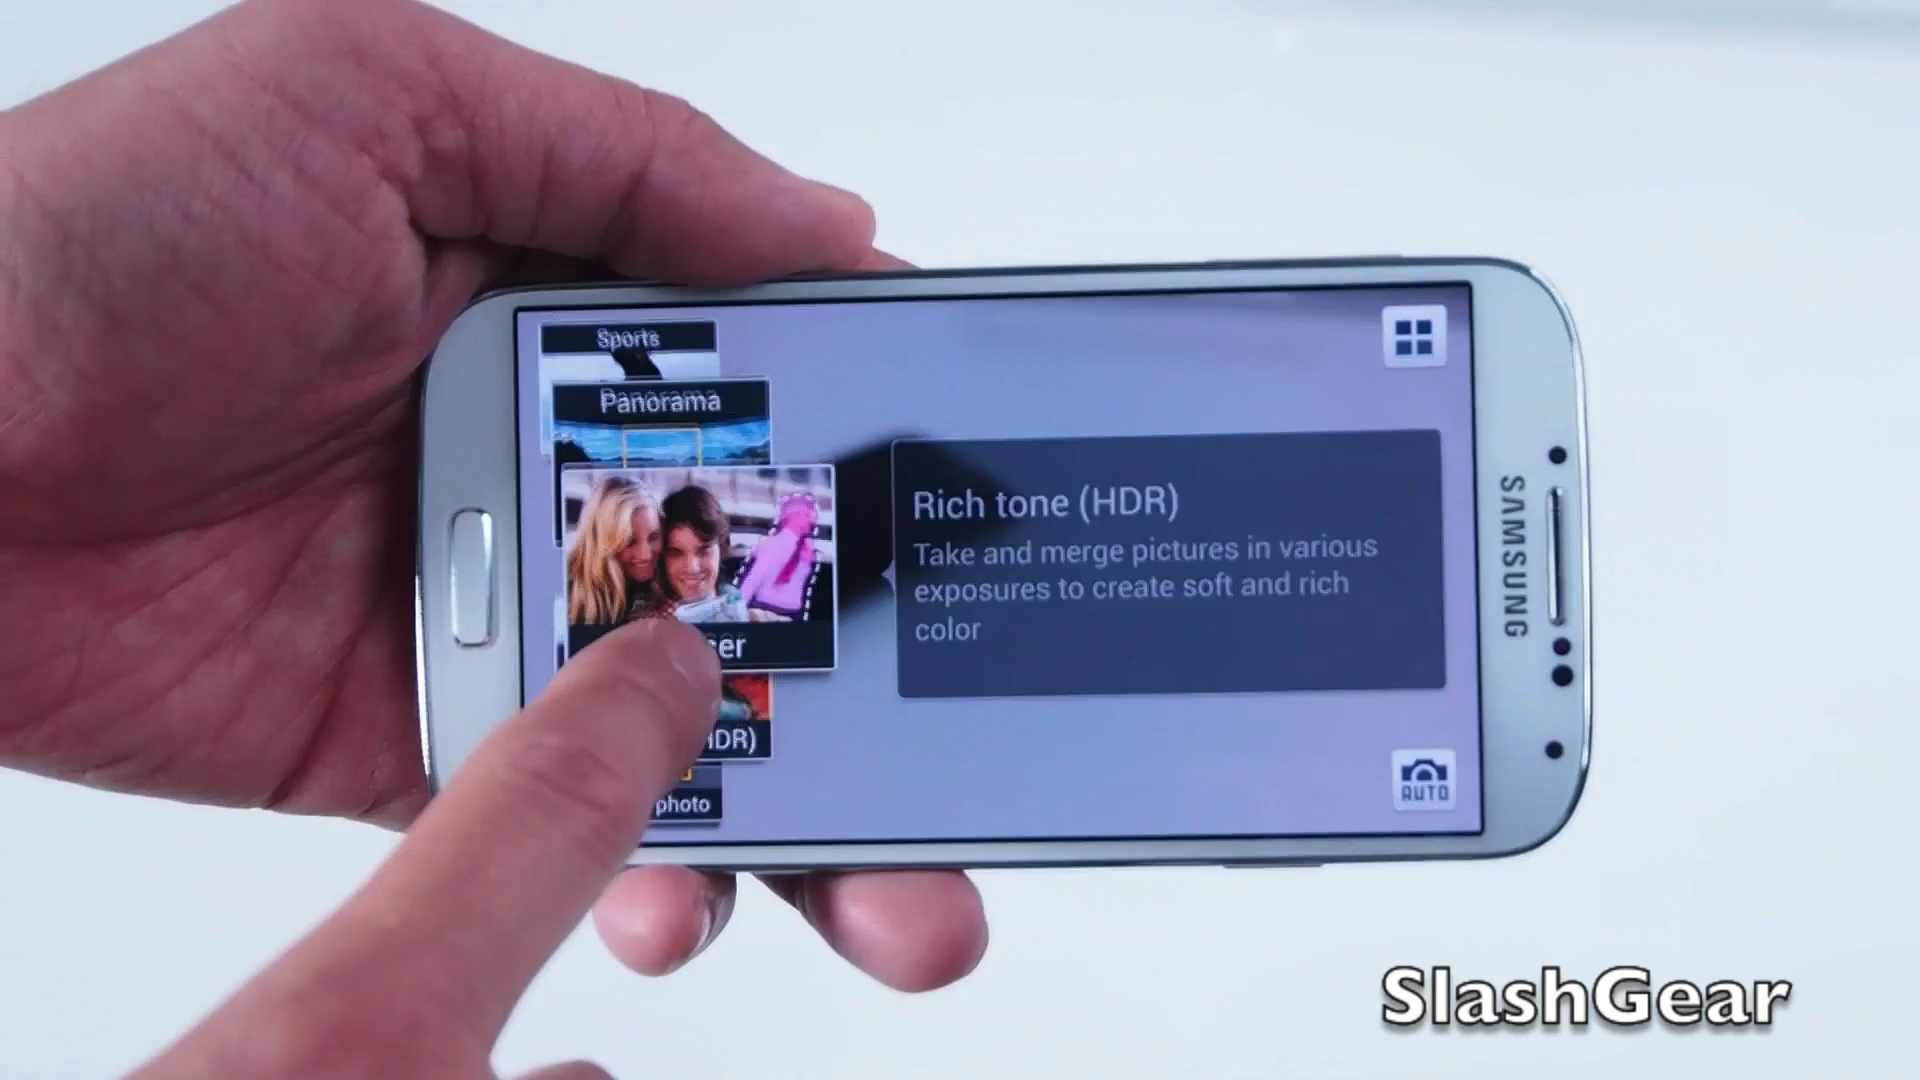 Sports
Panorama
Rich tone (HDR)
Take and merge pictures in various
exposures to create soft and rich
color
photo
AUTO
SAMSUNG
SlashGear